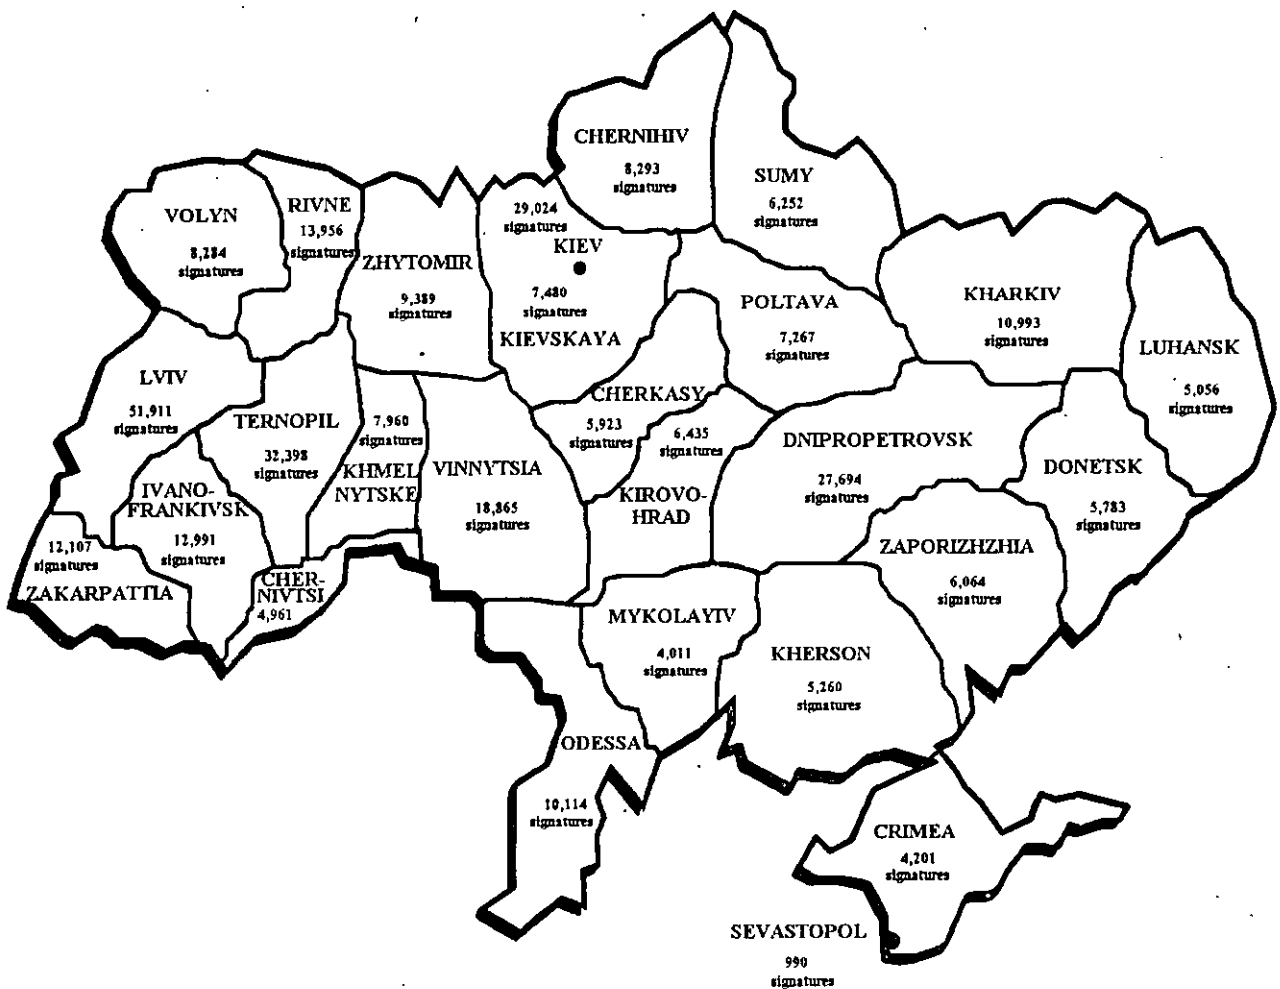 CHERNIHIV
8,293
signatures
SUMY
6,252
signatures
VOLYN
8,284
signatures
RIVNE
13,956
signatures
ZHYTOMIR
9,389
signatures
29,024
signatures
KIEV
7,480
signatures
KIEVSKAYA
POLTAVA
7,267
signatures
KHARKIV
10,993
signatures
LUHANSK
5,056
signatures
LVIV
51,911
signatures
TERNOPIL
32,398
signatures
7,960
signatures
KHMEL
NYTSKE
VINNYTSIA
18,865
signatures
CHERKASY
5,923
signatures
6,435
signatures
KIROVO-
HRAD
DNIPROPETROVSK
27,694
signatures
DONETSK
5,783
signatures
IVANO-
FRANKIVSK
12,991
signatures
12,107
signatures
ZAKARPATTIA
CHER-
NIVTSI
4,961
ZAPORIZHZHIA
6,064
signatures
MYKOLAYIV
4,011
signatures
KHERSON
5,260
signatures
ODESSA
10,114
signatures
CRIMEA
4,201
signatures
SEVASTOPOL
990
signatures